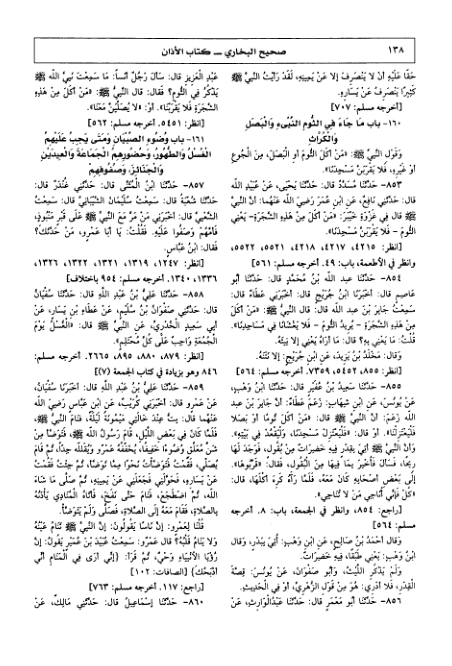 ١٣٨
صحيح البخاري ــ كتاب الأذان
حَقًّا عَلَيْهِ أَنْ لَا يَنْصَرِفَ إِلَّا عَنْ يَمِينِهِ، لَقَدْ رَأَيْتُ النَّبِيَّ ﷺ
كَثِيرًا يَنْصَرِفُ عَنْ يَسَارِهِ.
[أخرجه مسلم: ٧٠٧]
١٦٠- باب مَا جَاءَ فِي الثُّومِ النِّيءِ وَالْبَصَلِ
وَالْكُرَّاثِ
وَقَوْلِ النَّبِيِّ ﷺ: «مَنْ أَكَلَ الثُّومَ أَوِ الْبَصَلَ، مِنَ الْجُوعِ
أَوْ غَيْرِهِ، فَلَا يَقْرَبَنَّ مَسْجِدَنَا».
٨٥٣- حَدَّثَنَا مُسَدَّدٌ قَالَ: حَدَّثَنَا يَحْيَى، عَنْ عُبَيْدِ اللَّهِ
قَالَ: حَدَّثَنِي نَافِعٌ، عَنِ ابْنِ عُمَرَ رَضِيَ اللَّهُ عَنْهُمَا: أَنَّ النَّبِيَّ
ﷺ قَالَ فِي غَزْوَةِ خَيْبَرَ: «مَنْ أَكَلَ مِنْ هَذِهِ الشَّجَرَةِ- يَعْنِي
الثُّومَ - فَلَا يَقْرَبَنَّ مَسْجِدَنَا».
[انظر: ٤٢١٥، ٤٢١٧، ٤٢١٨، ٥٥٢١، ٥٥٢٢،
وانظر في الأطعمة، باب: ٤٩. أخرجه مسلم: ٥٦١]
٨٥٤- حَدَّثَنَا عبد الله بْنُ مُحَمَّدٍ قَالَ: حَدَّثَنَا أَبُو
عَاصِمٍ قَالَ: أَخْبَرَنَا ابْنُ جُرَيْجٍ قَالَ: أَخْبَرَنِي عَطَاءٌ قَالَ:
سَمِعْتُ جَابِرَ بْنَ عَبْدِ اللَّهِ قَالَ: قَالَ النَّبِيُّ ﷺ: «مَنْ أَكَلَ
مِنْ هَذِهِ الشَّجَرَةِ - يُرِيدُ الثُّومَ - فَلَا يَغْشَانَا فِي مَسَاجِدِنَا».
قُلْتُ: مَا يَعْنِي بِهِ؟ قَالَ: مَا أُرَاهُ يَعْنِي إِلَّا نِيئَهُ.
وَقَالَ مَخْلَدُ بْنُ يَزِيدَ، عَنِ ابْنِ جُرَيْجٍ: إِلَّا نَتْنَهُ.
[انظر: ٨٥٥، ٥٤٥٢، ٧٣٥٩. أخرجه مسلم: ٥٦٤]
٨٥٥- حَدَّثَنَا سَعِيدُ بْنُ عُفَيْرٍ قَالَ: حَدَّثَنَا ابْنُ وَهْبٍ،
عَنْ يُونُسَ، عَنِ ابْنِ شِهَابٍ: زَعَمَ عَطَاءٌ: أَنَّ جَابِرَ بْنَ عَبْدِ
اللَّهِ زَعَمَ: أَنَّ النَّبِيَّ ﷺ قَالَ: «مَنْ أَكَلَ ثُومًا أَوْ بَصَلًا
فَلْيَعْتَزِلْنَا». أَوْ قَالَ: «فَلْيَعْتَزِلْ مَسْجِدَنَا، وَلْيَقْعُدْ فِي بَيْتِهِ».
وَأَنَّ النَّبِيَّ أُتِيَ بِقِدْرٍ فِيهِ خَضِرَاتٌ مِنْ بُقُولٍ، فَوَجَدَ لَهَا
رِيحًا، فَسَأَلَ فَأُخْبِرَ بِمَا فِيهَا مِنَ الْبُقُولِ، فَقَالَ: «قَرِّبُوهَا».
إِلَى بَعْضِ أَصْحَابِهِ كَانَ مَعَهُ، فَلَمَّا رَآهُ كَرِهَ أَكْلَهَا، قَالَ:
«كُلْ فَإِنِّي أُنَاجِي مَنْ لَا تُنَاجِي».
[راجع: ٨٥٤، وانظر في الجمعة، باب: ٨. أخرجه
مسلم: ٥٦٤]
وَقَالَ أَحْمَدُ بْنُ صَالِحٍ، عَنِ ابْنِ وَهْبٍ: أُتِيَ بِبَدْرٍ، وَقَالَ
ابْنُ وَهْبٍ: يَعْنِي طَبَقًا، فِيهِ خَضِرَاتٌ.
وَلَمْ يَذْكُرِ اللَّيْثُ، وَأَبُو صَفْوَانَ، عَنْ يُونُسَ: قِصَّةَ
الْقِدْرِ، فَلَا أَدْرِي: هُوَ مِنْ قَوْلِ الزُّهْرِيِّ، أَوْ فِي الْحَدِيثِ.
٨٥٦- حَدَّثَنَا أَبُو مَعْمَرٍ قَالَ: حَدَّثَنَا عَبْدُالْوَارِثِ، عَنْ
عَبْدِ الْعَزِيزِ قَالَ: سَأَلَ رَجُلٌ أَنَسًا: مَا سَمِعْتَ نَبِيَّ اللَّهِ ﷺ
يَذْكُرُ فِي الثُّومِ؟ فَقَالَ: قَالَ النَّبِيُّ ﷺ: «مَنْ أَكَلَ مِنْ هَذِهِ
الشَّجَرَةِ فَلَا يَقْرَبْنَا». أَوْ: «لَا يُصَلِّيَنَّ مَعَنَا».
[انظر: ٥٤٥١. أخرجه مسلم: ٥٦٢]
١٦١- باب وُضُوءِ الصِّبْيَانِ وَمَتَى يَجِبُ عَلَيْهِمُ
الْغُسْلُ وَالطُّهُورُ، وَحُضُورِهِمُ الْجَمَاعَةَ وَالْعِيدَيْنِ
وَالْجَنَائِزَ، وَصُفُوفِهِمْ
٨٥٧- حَدَّثَنَا ابْنُ الْمُثَنَّى قَالَ: حَدَّثَنِي غُنْدَرٌ قَالَ:
حَدَّثَنَا شُعْبَةُ قَالَ: سَمِعْتُ سُلَيْمَانَ الشَّيْبَانِيَّ قَالَ: سَمِعْتُ
الشَّعْبِيَّ قَالَ: أَخْبَرَنِي مَنْ مَرَّ مَعَ النَّبِيِّ ﷺ عَلَى قَبْرٍ مَنْبُوذٍ،
فَأَمَّهُمْ وَصَفُّوا عَلَيْهِ. فَقُلْتُ: يَا أَبَا عَمْرٍو، مَنْ حَدَّثَكَ؟
فَقَالَ: ابْنُ عَبَّاسٍ.
[انظر: ١٢٤٧، ١٣١٩، ١٣٢١، ١٣٢٢، ١٣٢٦،
١٣٣٦، ١٣٤٠. أخرجه مسلم: ٩٥٤ باختلاف]
٨٥٨- حَدَّثَنَا عَلِيُّ بْنُ عَبْدِ اللَّهِ قَالَ: حَدَّثَنَا سُفْيَانُ
قَالَ: حَدَّثَنِي صَفْوَانُ بْنُ سُلَيْمٍ، عَنْ عَطَاءِ بْنِ يَسَارٍ، عَنْ
أَبِي سَعِيدٍ الْخُدْرِيِّ، عَنِ النَّبِيِّ ﷺ قَالَ: «الْغُسْلُ يَوْمَ
الْجُمُعَةِ وَاجِبٌ عَلَى كُلِّ مُحْتَلِمٍ».
[انظر: ٨٧٩، ٨٨٠، ٨٩٥، ٢٦٦٥. أخرجه مسلم:
٨٤٦ وهو بزيادة في كتاب الجمعة (٧)]
٨٥٩- حَدَّثَنَا عَلِيُّ بْنُ عَبْدِ اللَّهِ قَالَ: أَخْبَرَنَا سُفْيَانُ،
عَنْ عَمْرٍو قَالَ: أَخْبَرَنِي كُرَيْبٌ، عَنِ ابْنِ عَبَّاسٍ رَضِيَ اللَّهُ
عَنْهُمَا قَالَ: بِتُّ عِنْدَ خَالَتِي مَيْمُونَةَ لَيْلَةً، فَنَامَ النَّبِيُّ ﷺ،
فَلَمَّا كَانَ فِي بَعْضِ اللَّيْلِ، قَامَ رَسُولُ اللَّهِ ﷺ، فَتَوَضَّأَ مِنْ
شَنٍّ مُعَلَّقٍ وُضُوءًا خَفِيفًا، يُخَفِّفُهُ عَمْرٌو وَيُقَلِّلُهُ جِدًّا، ثُمَّ قَامَ
يُصَلِّي، فَقُمْتُ فَتَوَضَّأْتُ نَحْوًا مِمَّا تَوَضَّأَ، ثُمَّ جِئْتُ فَقُمْتُ
عَنْ يَسَارِهِ، فَحَوَّلَنِي فَجَعَلَنِي عَنْ يَمِينِهِ، ثُمَّ صَلَّى مَا شَاءَ
اللَّهُ، ثُمَّ اضْطَجَعَ، فَنَامَ حَتَّى نَفَخَ، فَأَتَاهُ الْمُنَادِي يَأْذَنُهُ
بِالصَّلَاةِ، فَقَامَ مَعَهُ إِلَى الصَّلَاةِ، فَصَلَّى وَلَمْ يَتَوَضَّأْ.
قُلْنَا لِعَمْرٍو: إِنَّ نَاسًا يَقُولُونَ: إِنَّ النَّبِيَّ ﷺ تَنَامُ عَيْنُهُ
وَلَا يَنَامُ قَلْبُهُ؟ قَالَ عَمْرٌو: سَمِعْتُ عُبَيْدَ بْنَ عُمَيْرٍ يَقُولُ: إِنَّ
رُؤْيَا الْأَنْبِيَاءِ وَحْيٌ، ثُمَّ قَرَأَ: {إِنِّي أَرَى فِي الْمَنَامِ أَنِّي
أَذْبَحُكَ} [الصافات: ١٠٢]
[راجع: ١١٧. أخرجه مسلم: ٧٦٣]
٨٦٠- حَدَّثَنَا إِسْمَاعِيلُ قَالَ: حَدَّثَنِي مَالِكٌ، عَنْ